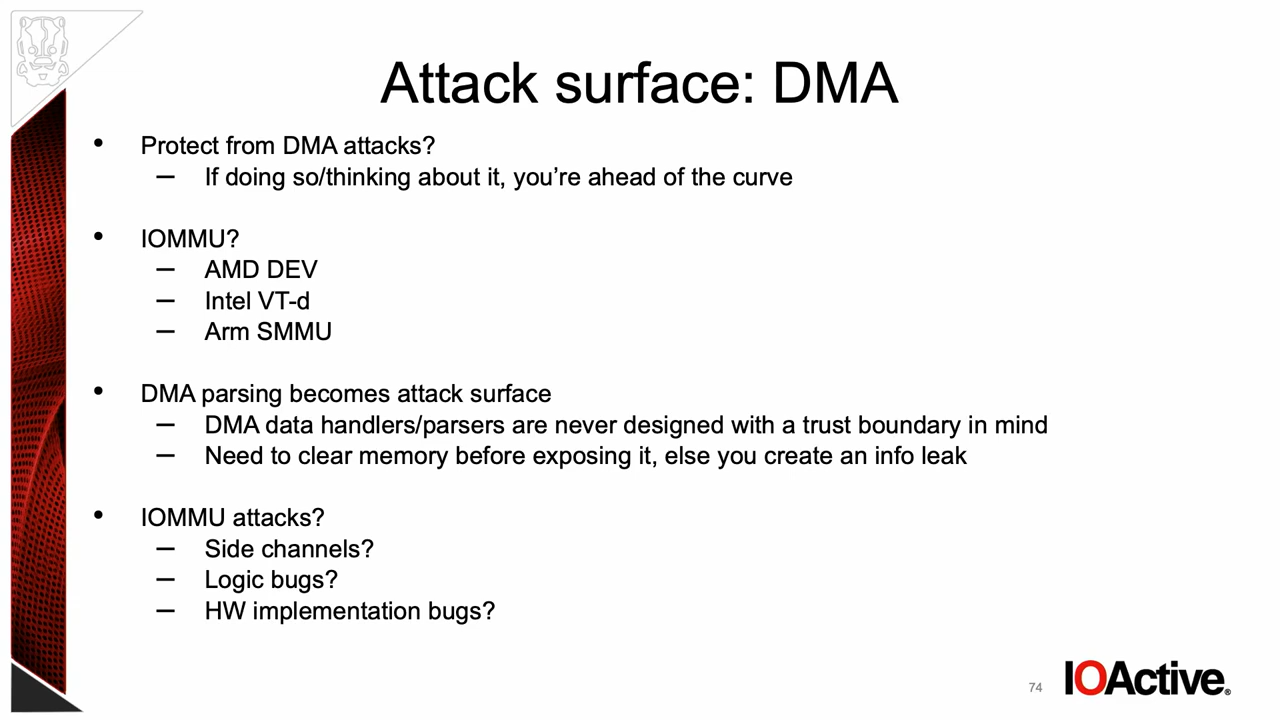 Attack surface: DMA
• Protect from DMA attacks?
– If doing so/thinking about it, you’re ahead of the curve
• IOMMU?
– AMD DEV
– Intel VT-d
– Arm SMMU
• DMA parsing becomes attack surface
– DMA data handlers/parsers are never designed with a trust boundary in mind
– Need to clear memory before exposing it, else you create an info leak
• IOMMU attacks?
– Side channels?
– Logic bugs?
– HW implementation bugs?
74
IOActive®